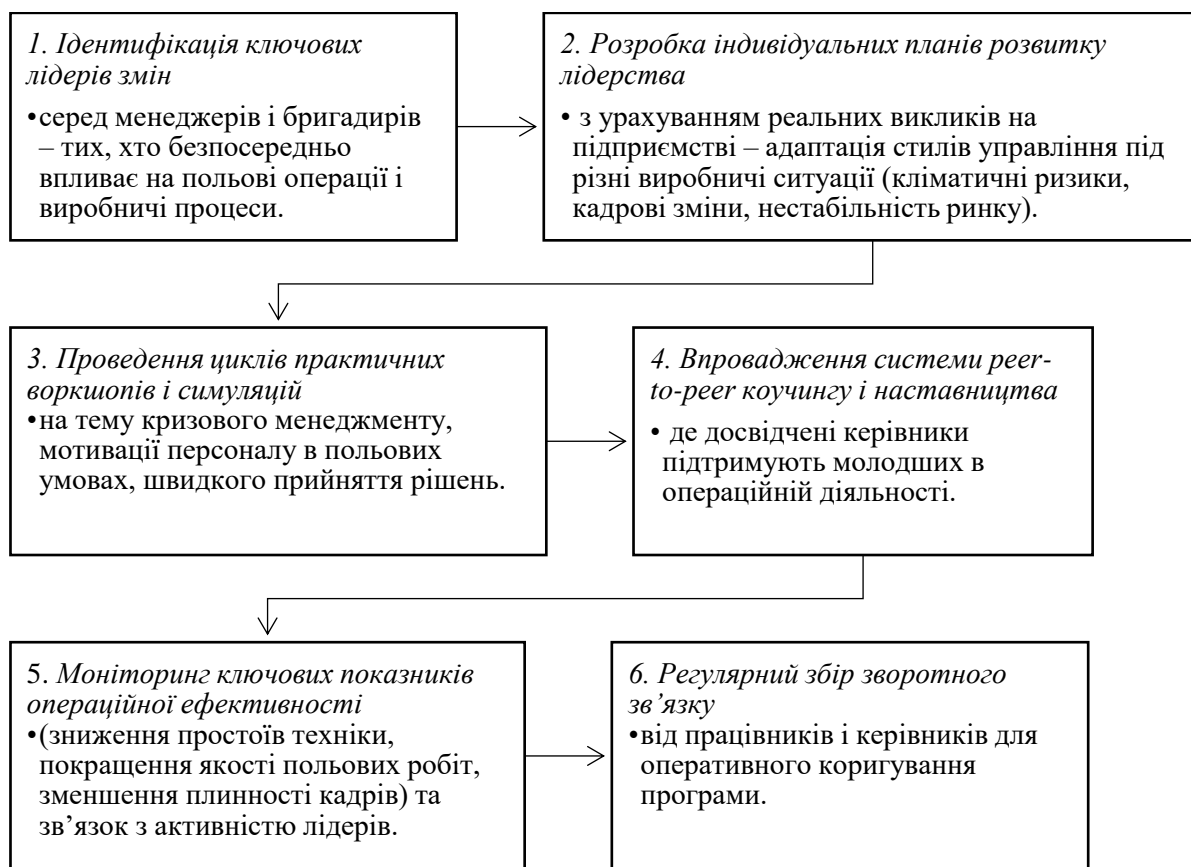 1. Ідентифікація ключових
лідерів змін
•серед менеджерів і бригадирів
– тих, хто безпосередньо
впливає на польові операції і
виробничі процеси.
2. Розробка індивідуальних планів розвитку
лідерства
• з урахуванням реальних викликів на
підприємстві – адаптація стилів управління під
різні виробничі ситуації (кліматичні ризики,
кадрові зміни, нестабільність ринку).
3. Проведення циклів практичних
воркшопів і симуляцій
•на тему кризового менеджменту,
мотивації персоналу в польових
умовах, швидкого прийняття рішень.
4. Впровадження системи peer-
to-peer коучингу і наставництва
• де досвідчені керівники
підтримують молодших в
операційній діяльності.
5. Моніторинг ключових показників
операційної ефективності
•(зниження простоїв техніки,
покращення якості польових робіт,
зменшення плинності кадрів) та
зв’язок з активністю лідерів.
6. Регулярний збір зворотного
зв’язку
•від працівників і керівників для
оперативного коригування
програми.